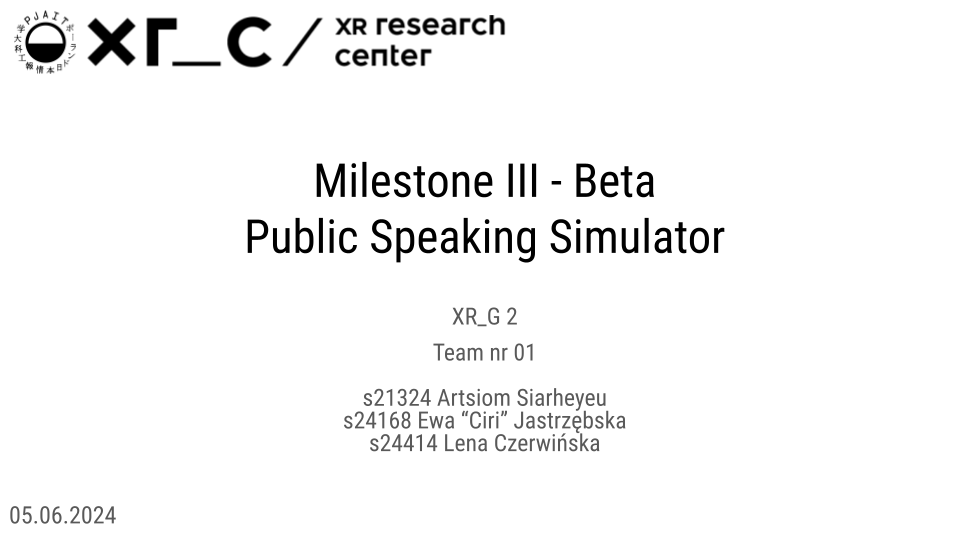 PJAIT
ポーランド日本情報工科大学
xr_c / XR research
center
Milestone III - Beta
Public Speaking Simulator
XR_G 2
Team nr 01
s21324 Artsiom Siarheyeu
s24168 Ewa “Ciri” Jastrzębska
s24414 Lena Czerwińska
05.06.2024